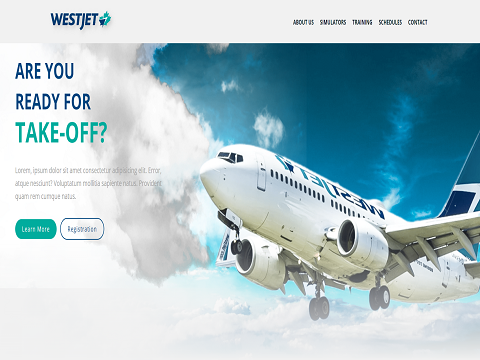 WESTJET
ABOUT US SIMULATORS TRAINING SCHEDULES CONTACT
ARE YOU
READY FOR
TAKE-OFF?
Lorem, ipsum dolor sit amet consectetur adipisicing elit. Error,
atque nesciunt? Voluptatum mollitia sapiente natus. Provident
quam rem cumque natus.
Learn More Registration
WESTJET